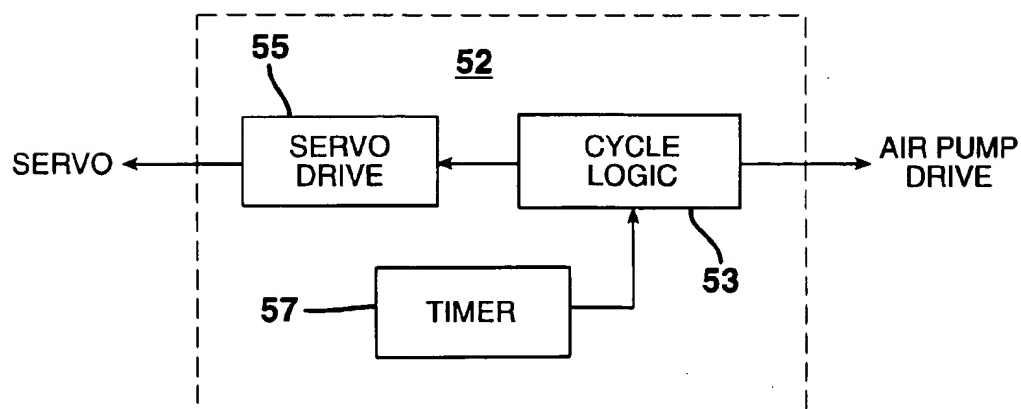 55
52
SERVO
SERVO
DRIVE
CYCLE
LOGIC
AIR PUMP
DRIVE
57
TIMER
53